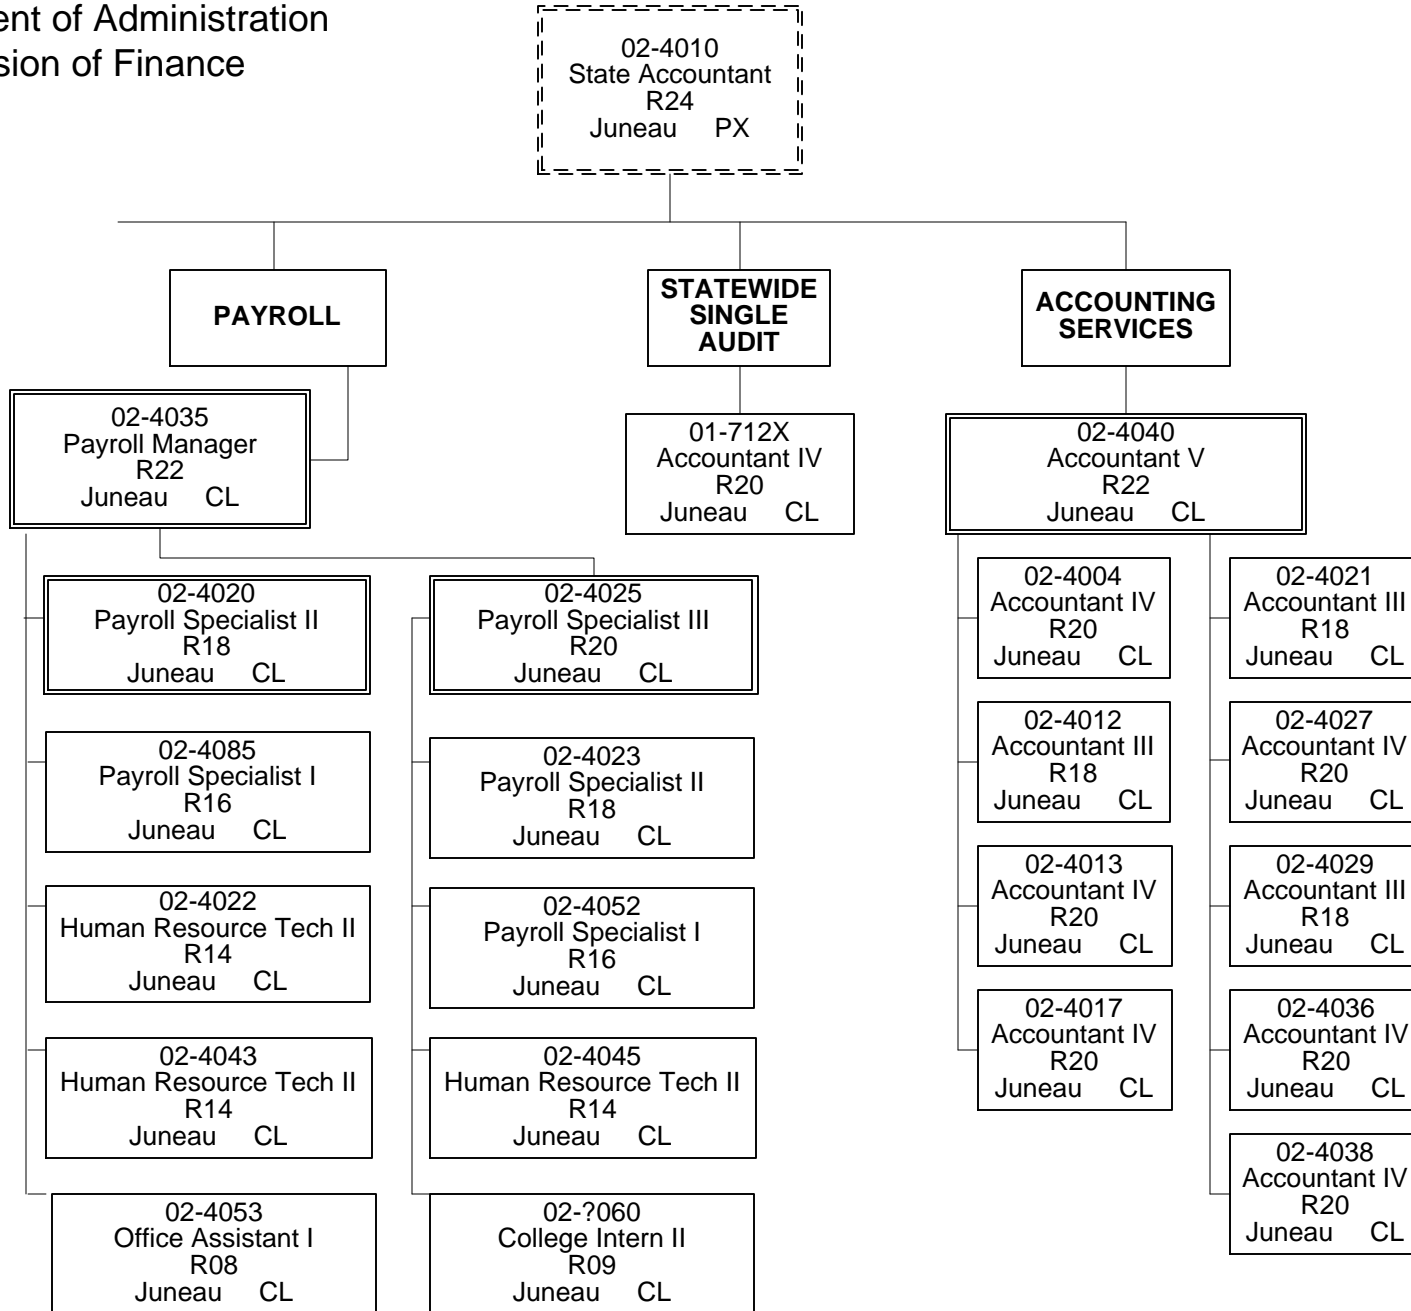 ent of Administration
sion of Finance
02-4010
State Accountant
R24
Juneau PX
PAYROLL
STATEWIDE
SINGLE
AUDIT
ACCOUNTING
SERVICES
02-4035
Payroll Manager
R22
Juneau CL
01-712X
Accountant IV
R20
Juneau CL
02-4040
Accountant V
R22
Juneau CL
02-4020
Payroll Specialist II
R18
Juneau CL
02-4025
Payroll Specialist III
R20
Juneau CL
02-4004
Accountant IV
R20
Juneau CL
02-4021
Accountant III
R18
Juneau CL
02-4085
Payroll Specialist I
R16
Juneau CL
02-4023
Payroll Specialist II
R18
Juneau CL
02-4012
Accountant III
R18
Juneau CL
02-4027
Accountant IV
R20
Juneau CL
02-4022
Human Resource Tech II
R14
Juneau CL
02-4052
Payroll Specialist I
R16
Juneau CL
02-4013
Accountant IV
R20
Juneau CL
02-4029
Accountant III
R18
Juneau CL
02-4043
Human Resource Tech II
R14
Juneau CL
02-4045
Human Resource Tech II
R14
Juneau CL
02-4017
Accountant IV
R20
Juneau CL
02-4036
Accountant IV
R20
Juneau CL
02-4053
Office Assistant I
R08
Juneau CL
02-?060
College Intern II
R09
Juneau CL
02-4038
Accountant IV
R20
Juneau CL